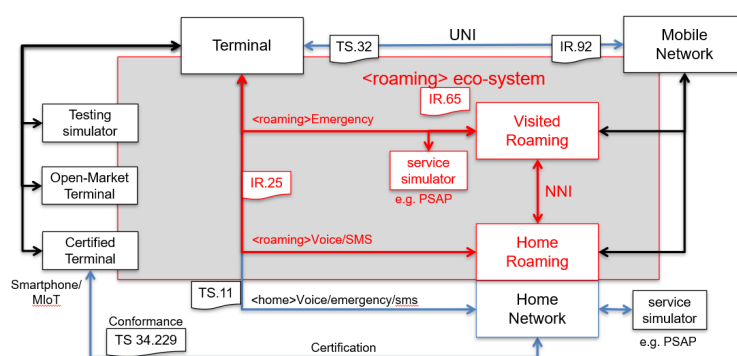 Terminal
UNI
TS.32
IR.92
Mobile
Network
<roaming> eco-system
IR.65
<roaming>Emergency
Visited
Roaming
Testing
simulator
service
simulator
e.g. PSAP
Open-Market
Terminal
IR.25
NNI
Certified
Terminal
<roaming>Voice/SMS
Home
Roaming
Smartphone/
MIoT
TS.11
<home>Voice/emergency/sms
Home
Network
service
simulator
e.g. PSAP
Conformance
TS 34.229
Certification